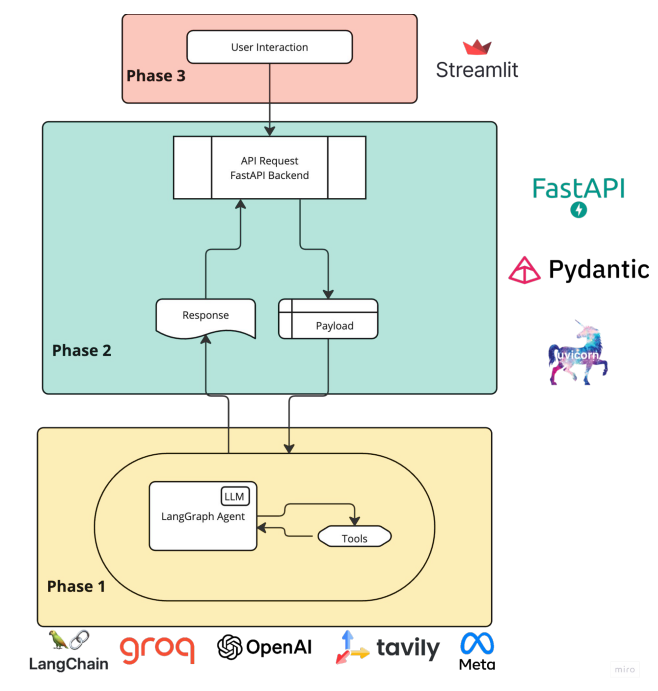 User Interaction
Phase 3
Streamlit
API Request
FastAPI Backend
FastAPI
Pydantic
Response
Payload
Phase 2
uvicorn
LLM
LangGraph Agent
Tools
Phase 1
LangChain
groq
OpenAI
tavily
Meta
miro